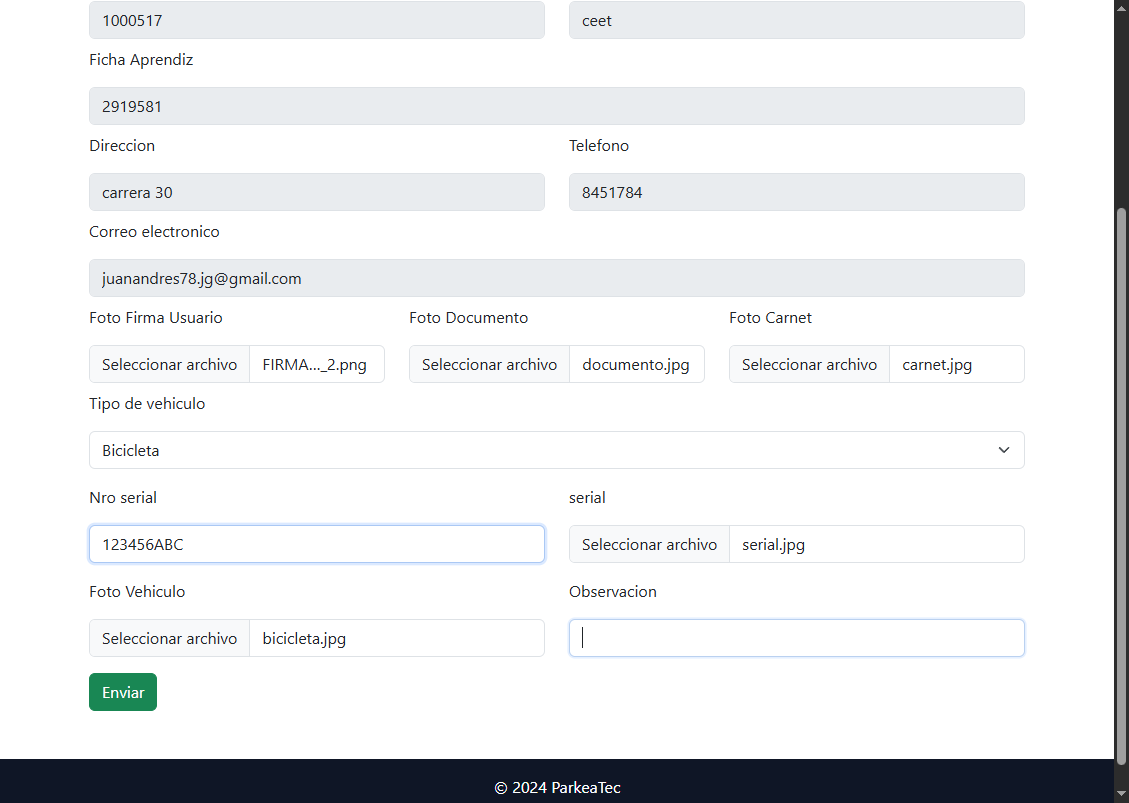 1000517 ceet
Ficha Aprendiz
2919581
Direccion Telefono
carrera 30 8451784
Correo electronico
juanandres78.jg@gmail.com
Foto Firma Usuario Foto Documento Foto Carnet
Seleccionar archivo FIRMA..._2.png Seleccionar archivo documento.jpg Seleccionar archivo carnet.jpg
Tipo de vehiculo
Bicicleta
Nro serial serial
123456ABC Seleccionar archivo serial.jpg
Foto Vehiculo Observacion
Seleccionar archivo bicicleta.jpg
Enviar
© 2024 ParkeaTec